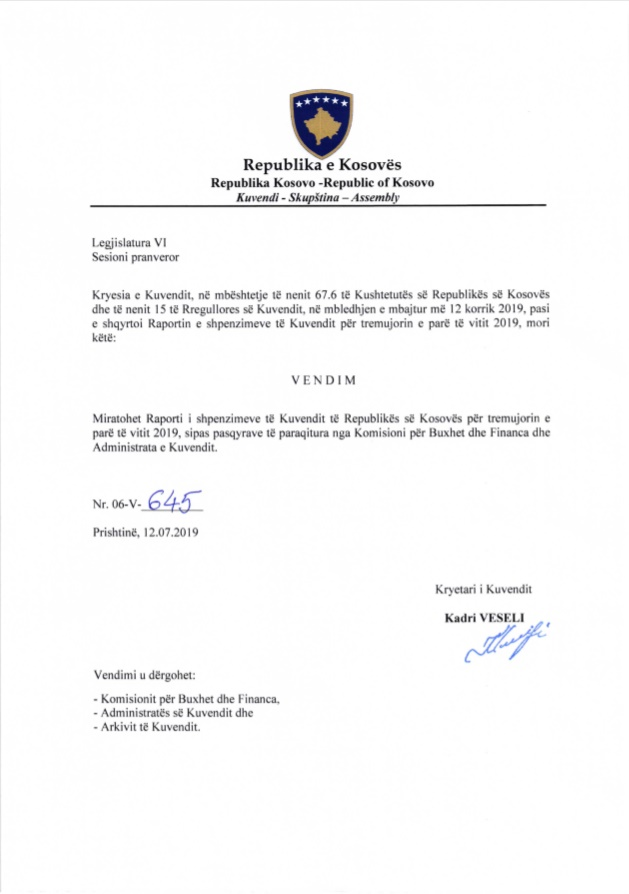 Republika e Kosovës
Republika Kosovo -Republic of Kosovo
Kuvendi - Skupština – Assembly
Legjislatura VI
Sesioni pranveror
Kryesia e Kuvendit, në mbështetje të nenit 67.6 të Kushtetutës së Republikës së Kosovës
dhe të nenit 15 të Rregullores së Kuvendit, në mbledhjen e mbajtur më 12 korrik 2019, pasi
e shqyrtoi Raportin e shpenzimeve të Kuvendit për tremujorin e parë të vitit 2019, mori
këtë:
V E N D I M
Miratohet Raporti i shpenzimeve të Kuvendit të Republikës së Kosovës për tremujorin e
parë të vitit 2019, sipas pasqyrave të paraqitura nga Komisioni për Buxhet dhe Financa dhe
Administrata e Kuvendit.
Nr. 06-V-645
Prishtinë, 12.07.2019
Kryetari i Kuvendit
Kadri VESELI
Vendimi u dërgohet:
- Komisionit për Buxhet dhe Financa,
- Administratës së Kuvendit dhe
- Arkivit të Kuvendit.